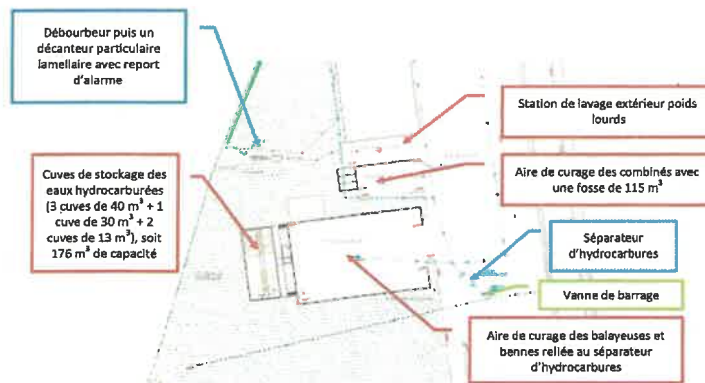 Débourbeur puis un
décanteur particulaire
lamellaire avec report
d'alarme
Station de lavage extérieur poids
lourds
Cuves de stockage des
eaux hydrocarburées
(3 cuves de 40 m³ + 1
cuve de 30 m³ + 2
cuves de 13 m³), soit
176 m³ de capacité
Aire de curage des combinés avec
une fosse de 115 m³
Séparateur
d'hydrocarbures
Vanne de barrage
Aire de curage des balayeuses et
bennes reliée au séparateur
d'hydrocarbures